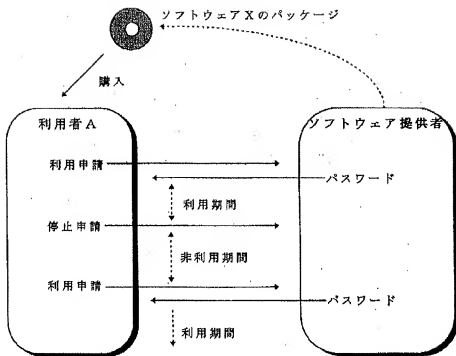 ソフトウェアXのパッケージ
購入
利用者A
ソフトウェア提供者
利用申請
パスワード
利用期間
停止申請
非利用期間
利用申請
パスワード
利用期間